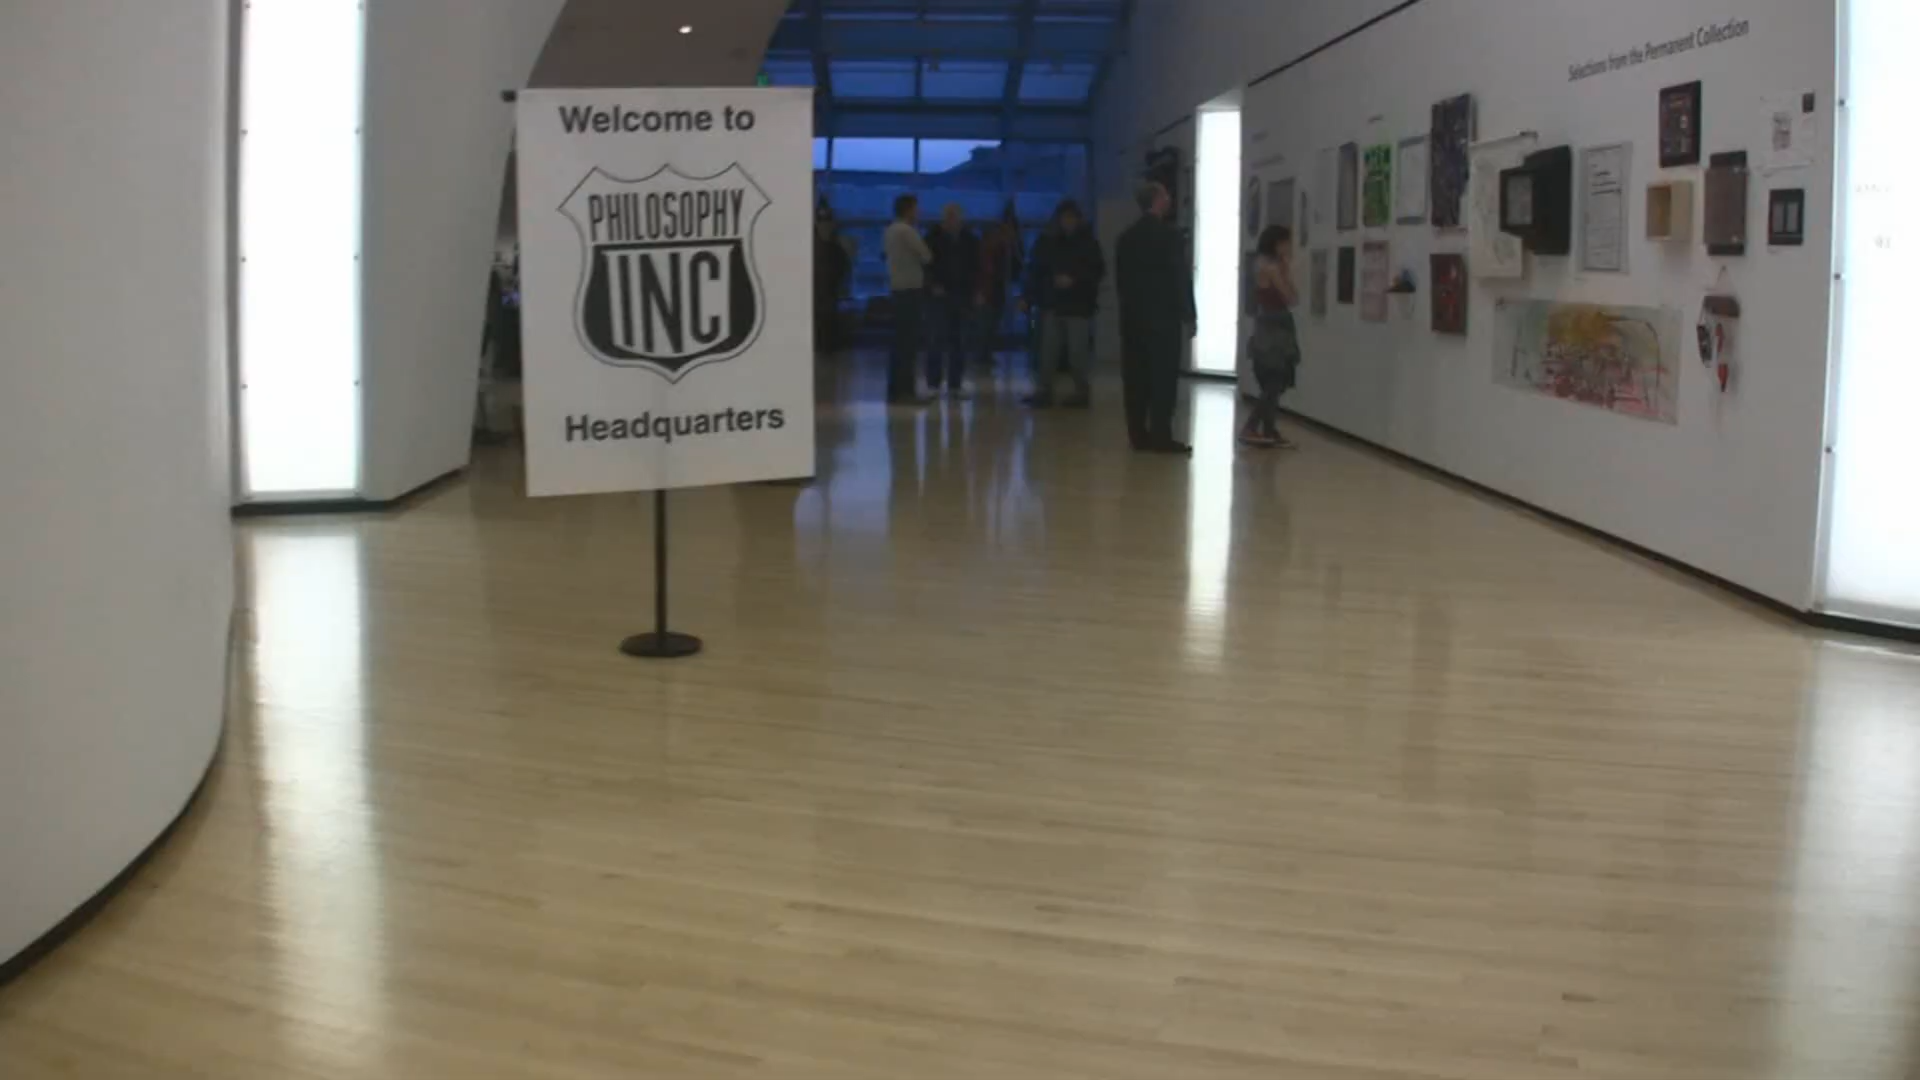 Welcome to
PHILOSOPHY
INC
Headquarters
Selections from the Permanent Collection